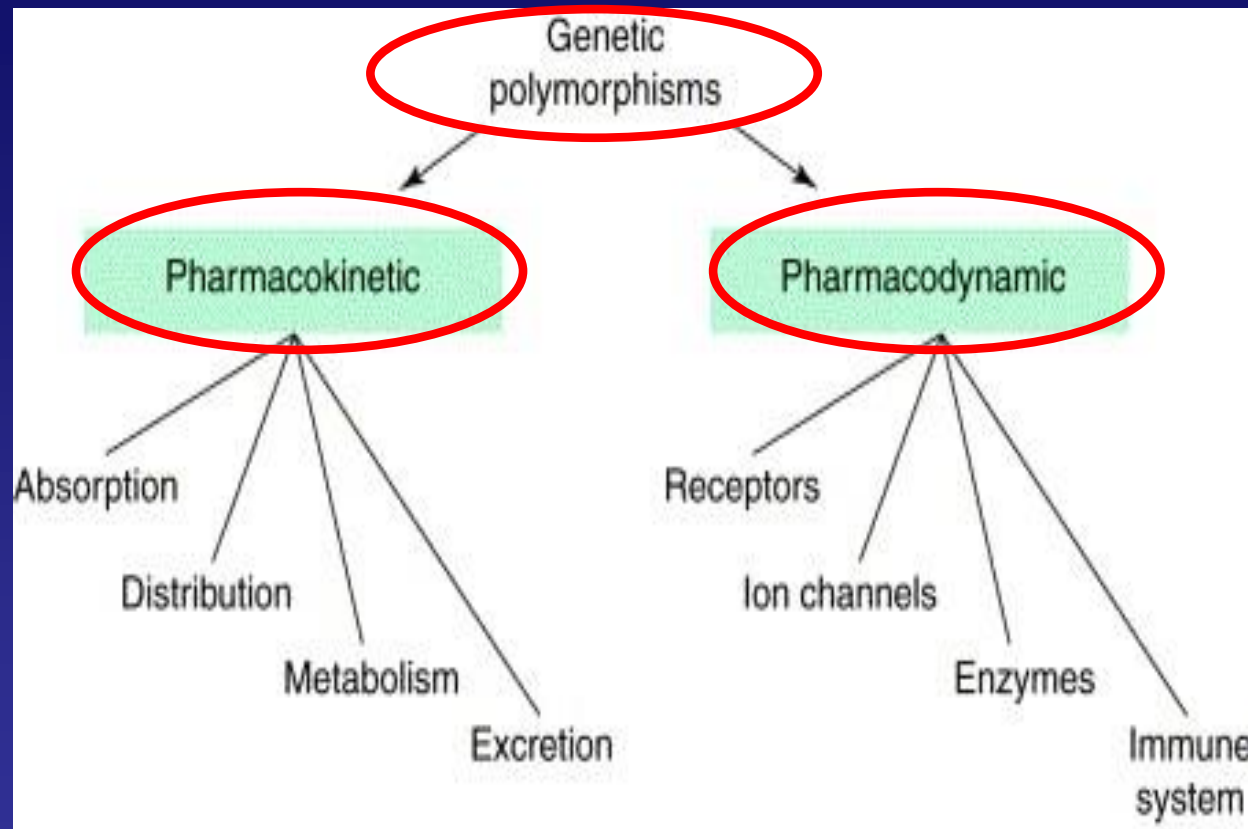 Genetic
polymorphisms
Pharmacokinetic
Pharmacodynamic
Absorption
Distribution
Metabolism
Excretion
Receptors
Ion channels
Enzymes
Immune
system